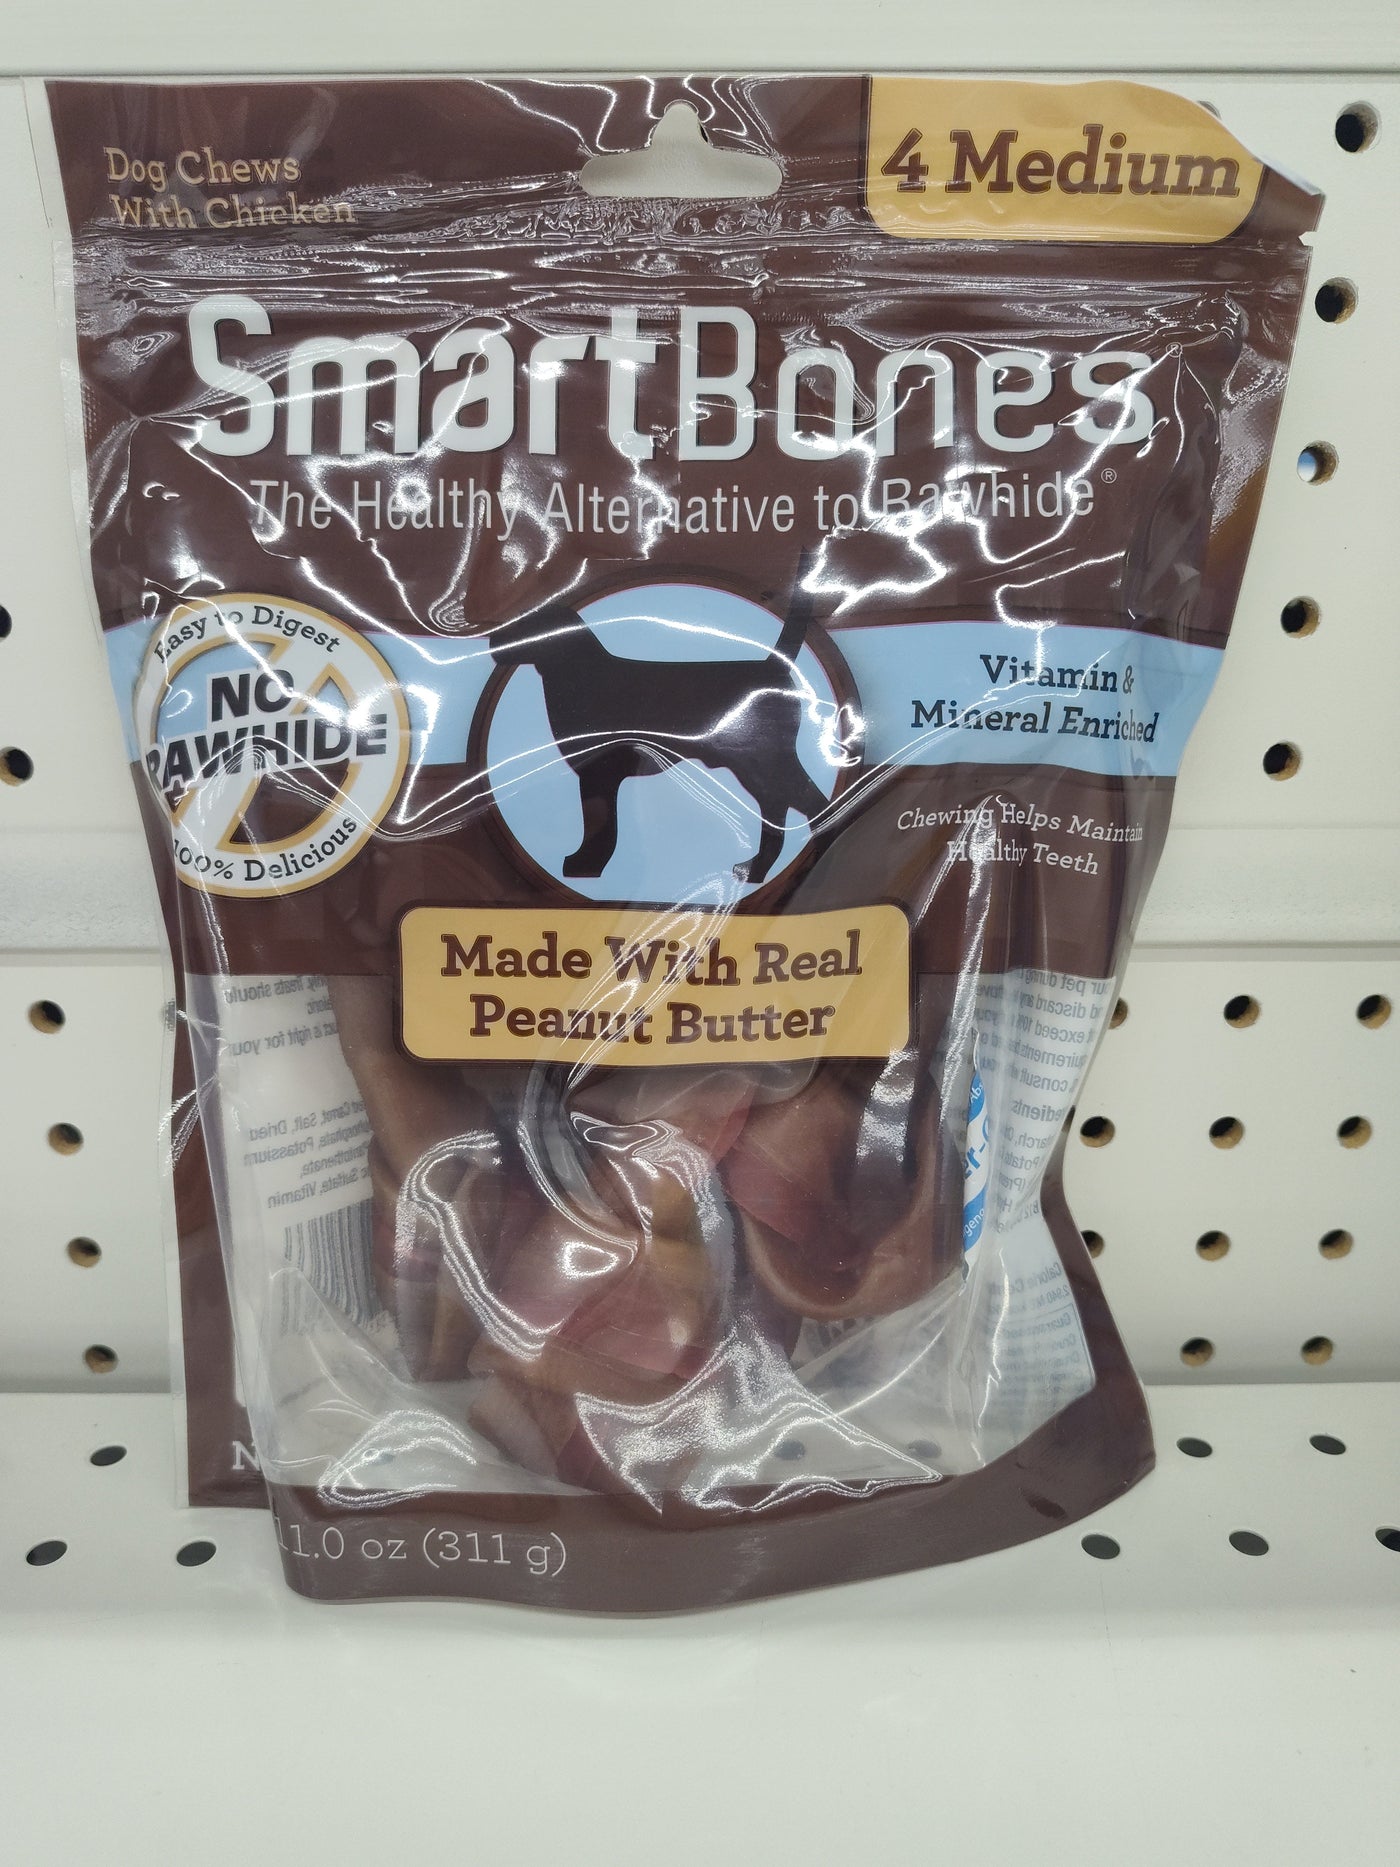 Dog Chews
With Chicken
4 Medium
SmartBones®
The Healthy Alternative to Rawhide®
Easy to Digest
NO
RAWHIDE
100% Delicious
Vitamin &
Mineral Enriched
Chewing Helps Maintain
Healthy Teeth
Made With Real
Peanut Butter
11.0 oz (311 g)